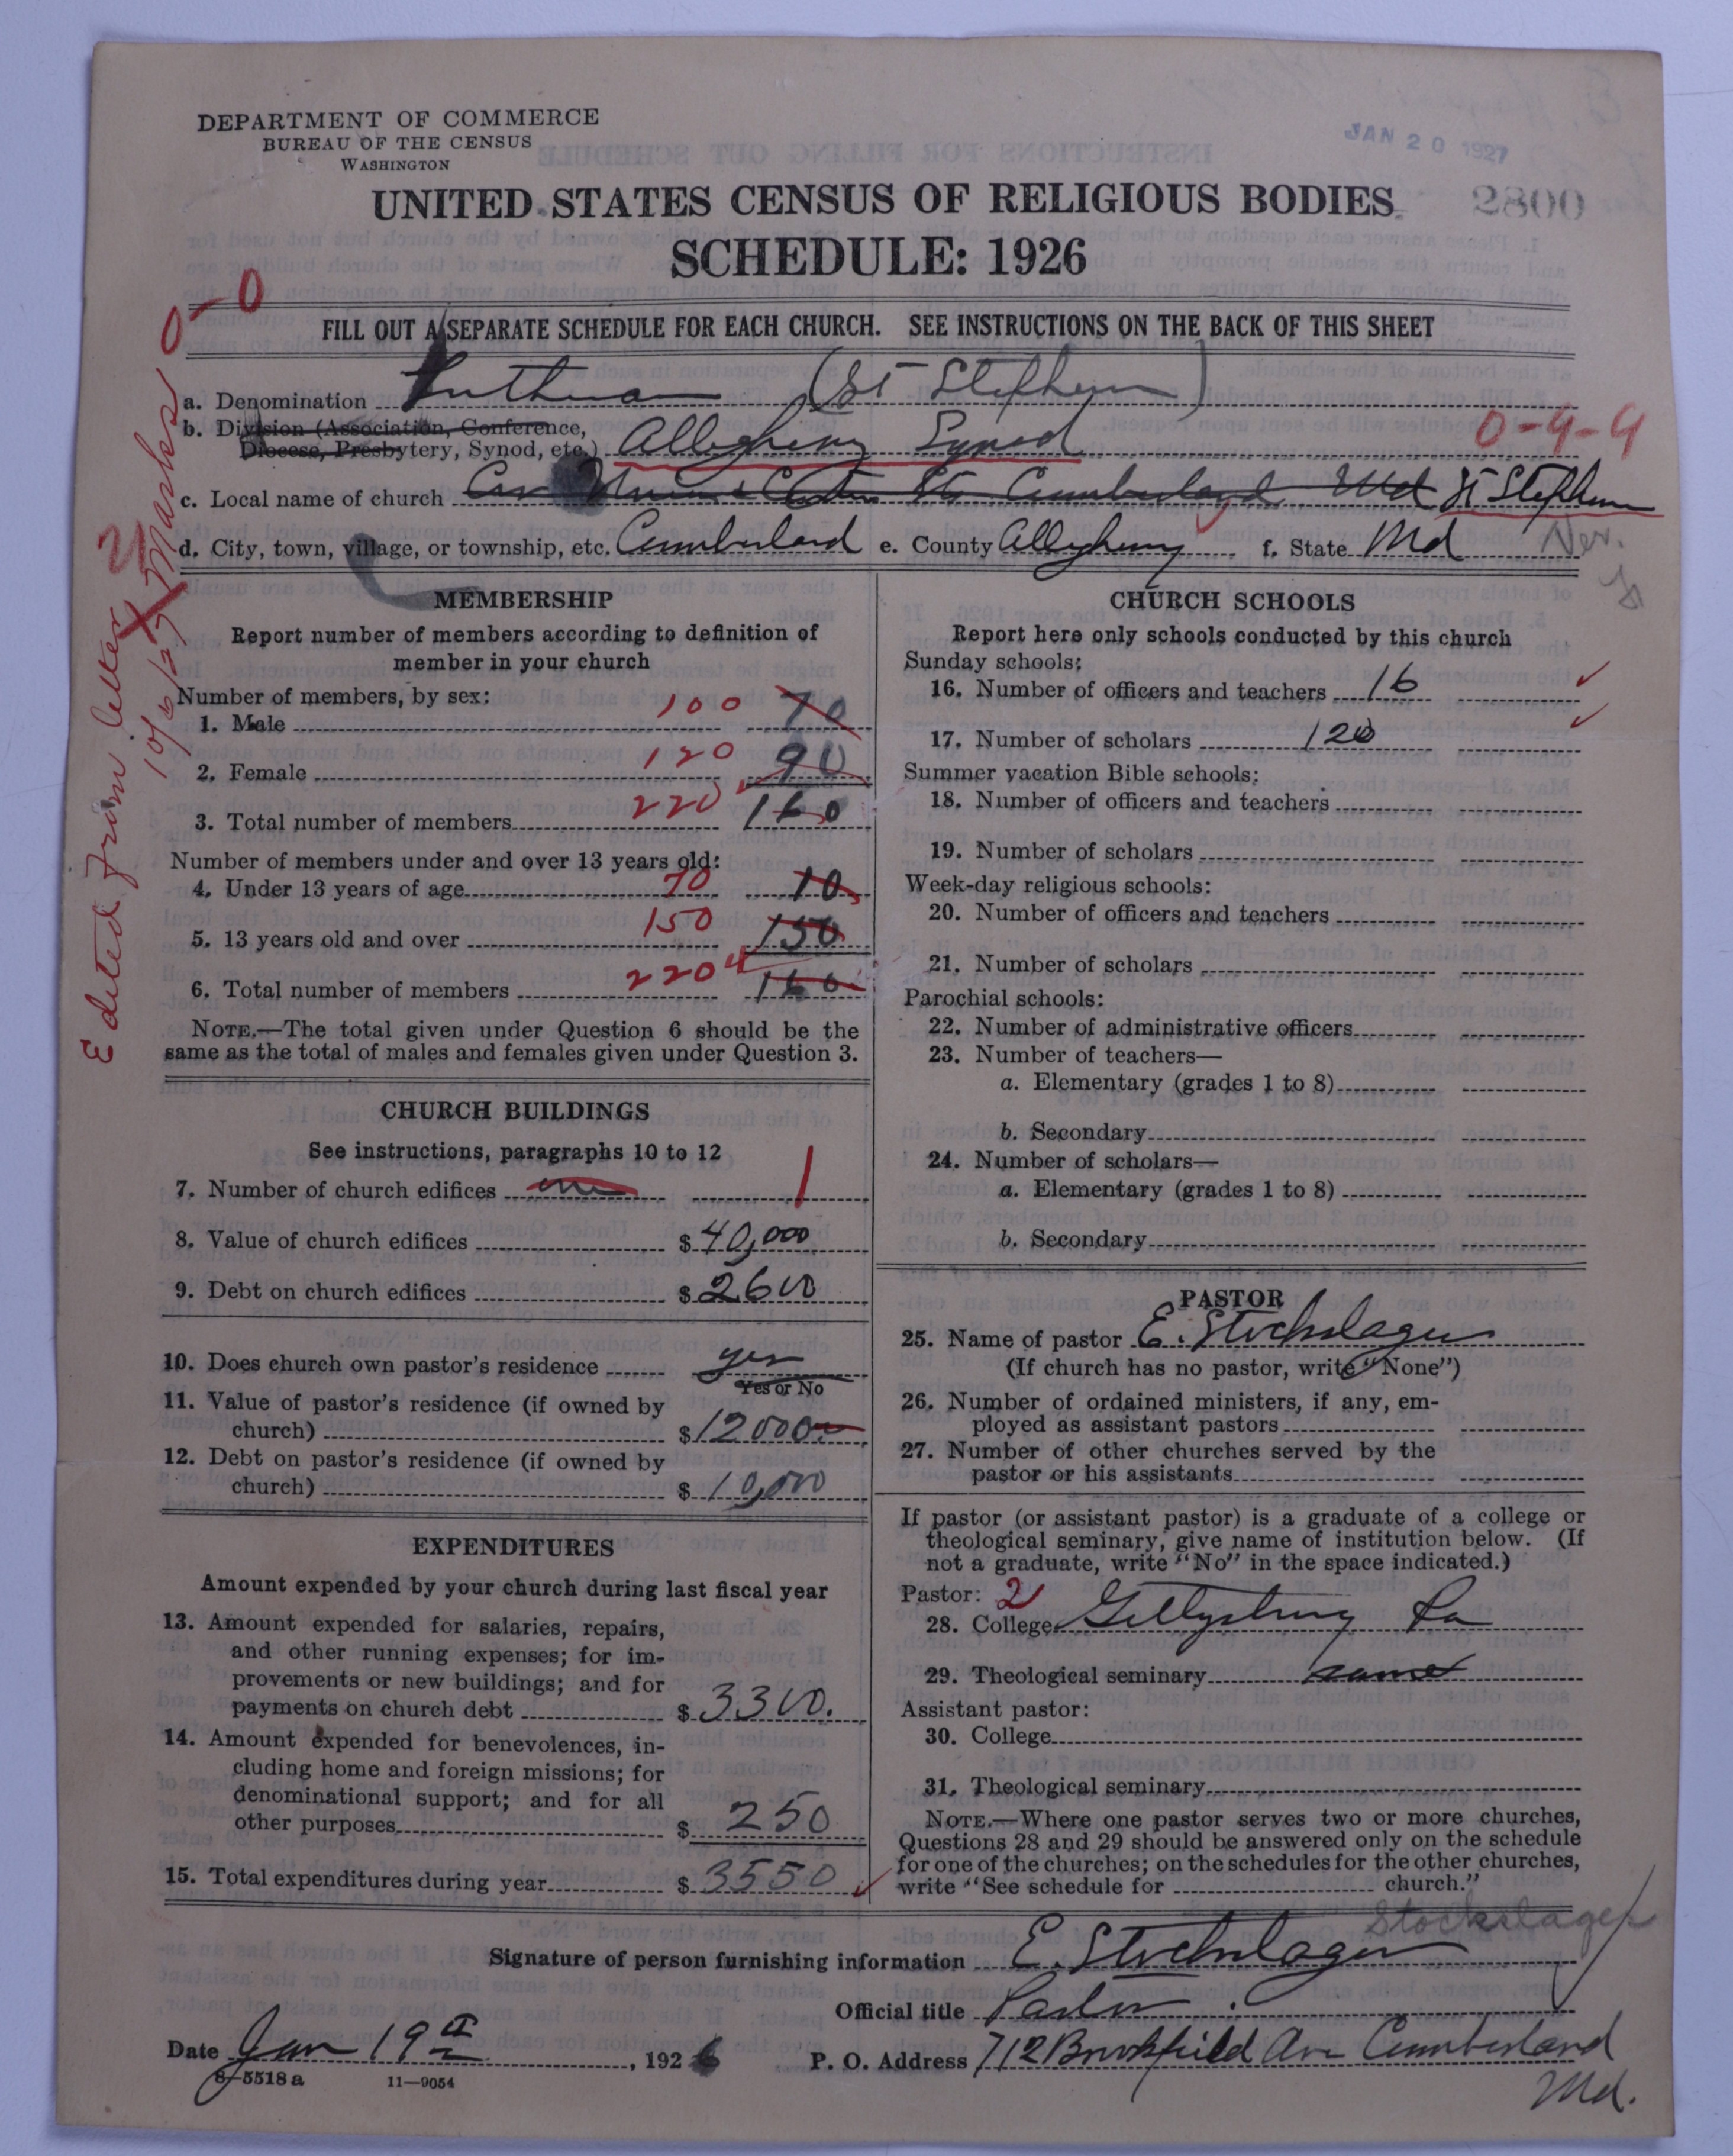 JAN 20 1927
DEPARTMENT OF COMMERCE
BUREAU OF THE CENSUS
WASHINGTON
UNITED STATES CENSUS OF RELIGIOUS BODIES
2800
SCHEDULE: 1926
0-0
FILL OUT A SEPARATE SCHEDULE FOR EACH CHURCH. SEE INSTRUCTIONS ON THE BACK OF THIS SHEET
a. Denomination Lutheran (St Stephens)
b. Division (Association, Conference,
Diocese, Presbytery, Synod, etc.) Allegheny Synod 0-4-9
c. Local name of church Cumberland Md St Stephens
d. City, town, village, or township, etc. Cumberland e. County Allegheny f. State Md
Edited from letter
10/6/27 Marks
MEMBERSHIP
Report number of members according to definition of
member in your church
Number of members, by sex:
1. Male 100 70
2. Female 120 90
3. Total number of members 220 160
Number of members under and over 13 years old:
4. Under 13 years of age 70 10
5. 13 years old and over 150 150
6. Total number of members 220 160
NOTE.—The total given under Question 6 should be the
same as the total of males and females given under Question 3.
CHURCH BUILDINGS
See instructions, paragraphs 10 to 12
7. Number of church edifices one 1
8. Value of church edifices $ 40,000
9. Debt on church edifices $ 2600
10. Does church own pastor's residence yes
Yes or No
11. Value of pastor's residence (if owned by
church) $ 12000
12. Debt on pastor's residence (if owned by
church) $ 10,000
EXPENDITURES
Amount expended by your church during last fiscal year
13. Amount expended for salaries, repairs,
and other running expenses; for im-
provements or new buildings; and for
payments on church debt $ 3300.
14. Amount expended for benevolences, in-
cluding home and foreign missions; for
denominational support; and for all
other purposes $ 250
15. Total expenditures during year $ 3550
CHURCH SCHOOLS
Report here only schools conducted by this church
Sunday schools:
16. Number of officers and teachers 16
17. Number of scholars 120
Summer vacation Bible schools:
18. Number of officers and teachers
19. Number of scholars
Week-day religious schools:
20. Number of officers and teachers
21. Number of scholars
Parochial schools:
22. Number of administrative officers
23. Number of teachers—
a. Elementary (grades 1 to 8)
b. Secondary
24. Number of scholars—
a. Elementary (grades 1 to 8)
b. Secondary
PASTOR
25. Name of pastor E. Stockslager
(If church has no pastor, write "None")
26. Number of ordained ministers, if any, em-
ployed as assistant pastors
27. Number of other churches served by the
pastor or his assistants
If pastor (or assistant pastor) is a graduate of a college or
theological seminary, give name of institution below. (If
not a graduate, write "No" in the space indicated.)
Pastor: 2
28. College Gettysburg Pa
29. Theological seminary same
Assistant pastor:
30. College
31. Theological seminary
NOTE.—Where one pastor serves two or more churches,
Questions 28 and 29 should be answered only on the schedule
for one of the churches; on the schedules for the other churches,
write "See schedule for church."
Stockslager
Signature of person furnishing information E. Stockslager
Official title Pastor
Date Jan 19th, 1926 P. O. Address 712 Brookfield Ave Cumberland
Md.
8—5518a 11—9054